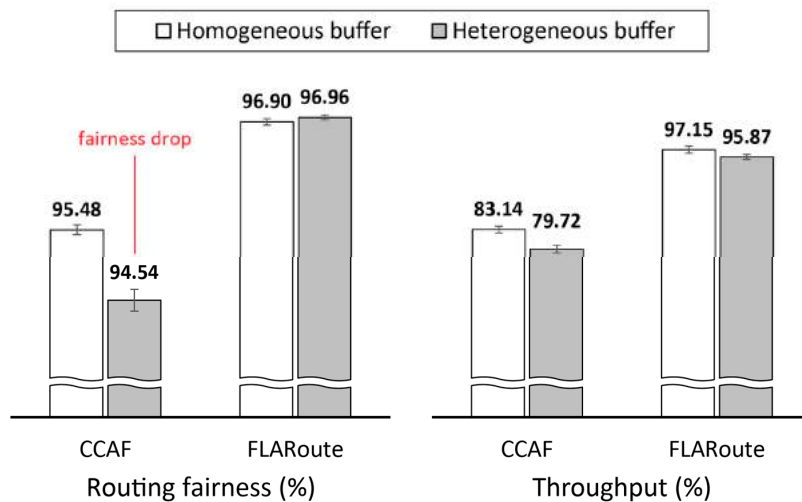 Homogeneous buffer Heterogeneous buffer
96.90 96.96
fairness drop
95.48
94.54
97.15 95.87
83.14 79.72
CCAF FLARoute
Routing fairness (%)
CCAF FLARoute
Throughput (%)